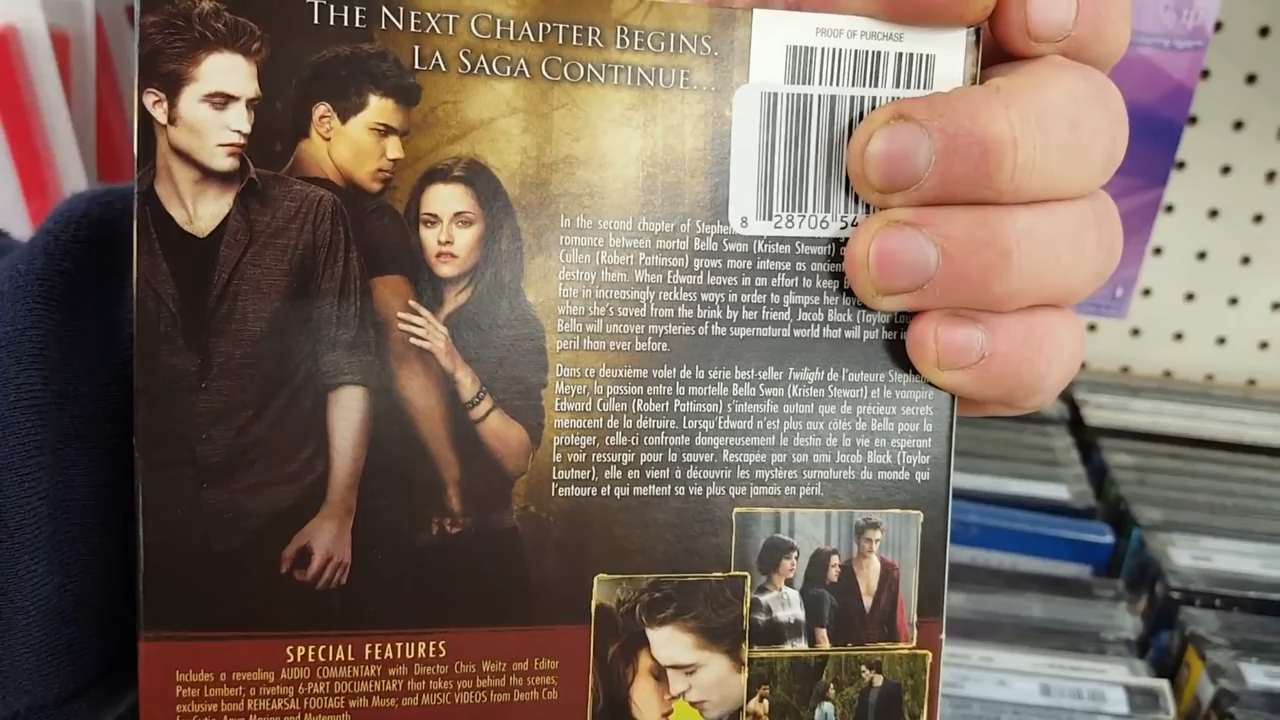 THE NEXT CHAPTER BEGINS.
LA SAGA CONTINUE...
PROOF OF PURCHASE
8 28706 54
In the second chapter of Stephen
romance between mortal Bella Swan (Kristen Stewart)
Cullen (Robert Pattinson) grows more intense as ancient
destroy them. When Edward leaves in an effort to keep
fate in increasingly reckless ways in order to glimpse her love
when she's saved from the brink by her friend, Jacob Black (Taylor
Bella will uncover mysteries of the supernatural world that will put her in
peril than ever before.
Dans ce deuxième volet de la série best-seller Twilight de l'auteure Stephen
Meyer, la passion entre la mortelle Bella Swan (Kristen Stewart) et le vampire
Edward Cullen (Robert Pattinson) s'intensifie autant que de précieux secrets
menacent de la détruire. Lorsqu'Edward n'est plus aux côtés de Bella pour la
protéger, celle-ci confronte dangereusement le destin de la vie en espérant
le voir ressurgir pour la sauver. Rescapée par son ami Jacob Black (Taylor
Lautner), elle en vient à découvrir les mystères surnaturels du monde qui
l'entoure et qui mettent sa vie plus que jamais en péril.
SPECIAL FEATURES
Includes a revealing AUDIO COMMENTARY with Director Chris Weitz and Editor
Peter Lambert; a riveting 6-PART DOCUMENTARY that takes you behind the scenes;
exclusive band REHEARSAL FOOTAGE with Muse; and MUSIC VIDEOS from Death Cab
for Cutie, Anya Marina and Mutemath